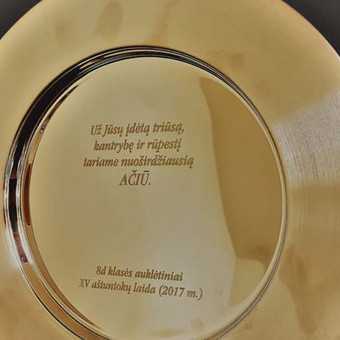 Už Jūsų įdėtą triūsą,
kantrybę ir rūpestį
tariame nuoširdžiausią
AČIŪ.
8d klasės auklėtiniai
XV aštuntokų laida (2017 m.)